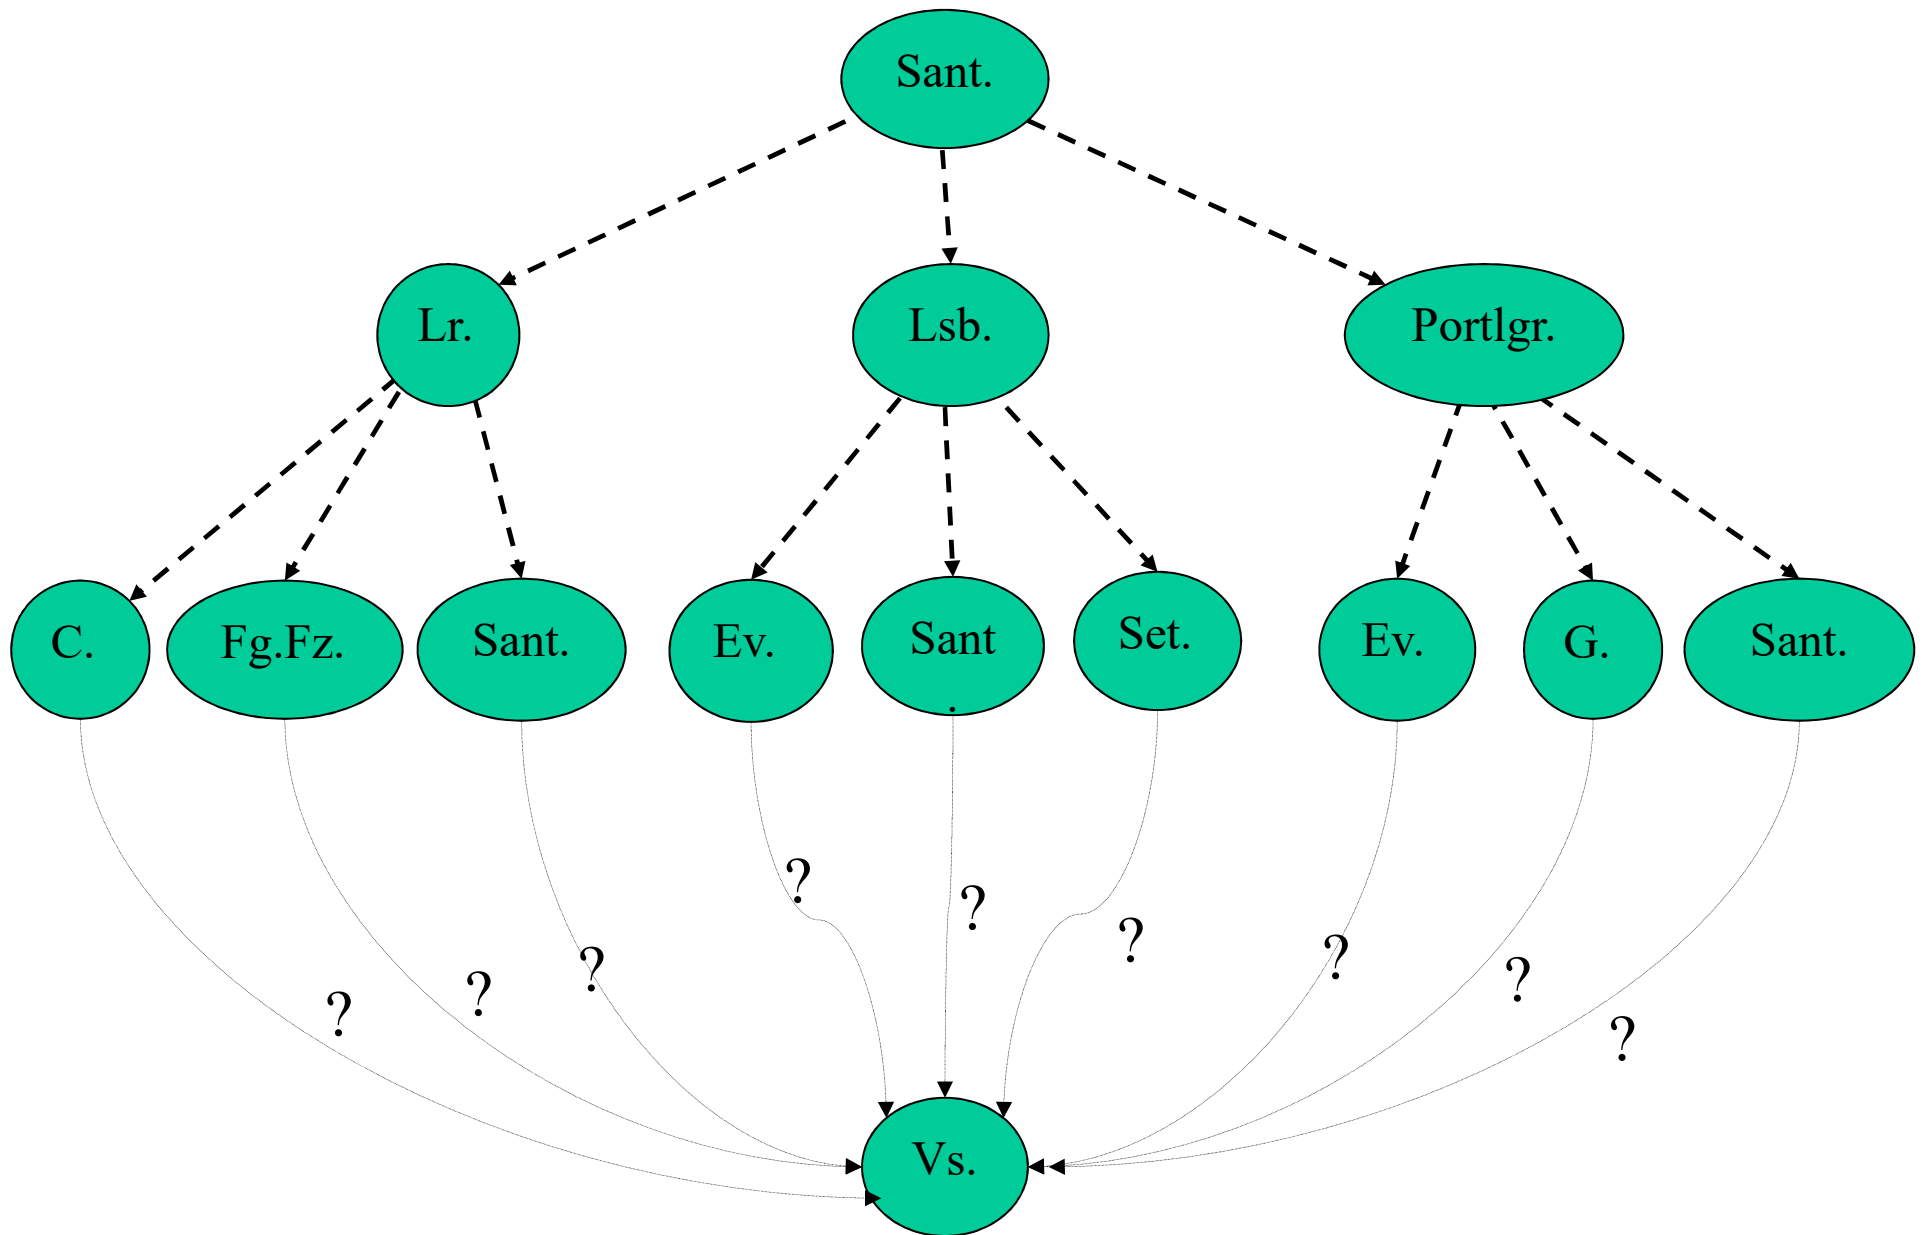 Sant.
Lr.
Lsb.
Portlgr.
C.
Fg.Fz.
Sant.
Ev.
Sant
.
Set.
Ev.
G.
Sant.
?
?
?
?
?
?
?
?
?
Vs.